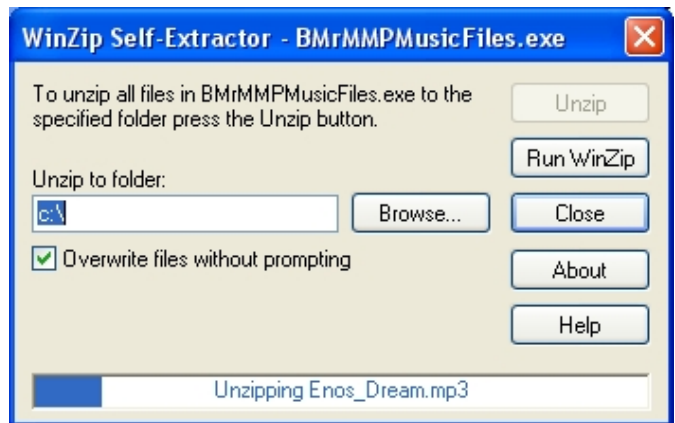 WinZip Self-Extractor - BMrMMPMusicFiles.exe
To unzip all files in BMrMMPMusicFiles.exe to the
specified folder press the Unzip button.
Unzip
Run WinZip
Unzip to folder:
c:\
Browse...
Close
Overwrite files without prompting
About
Help
Unzipping Enos_Dream.mp3